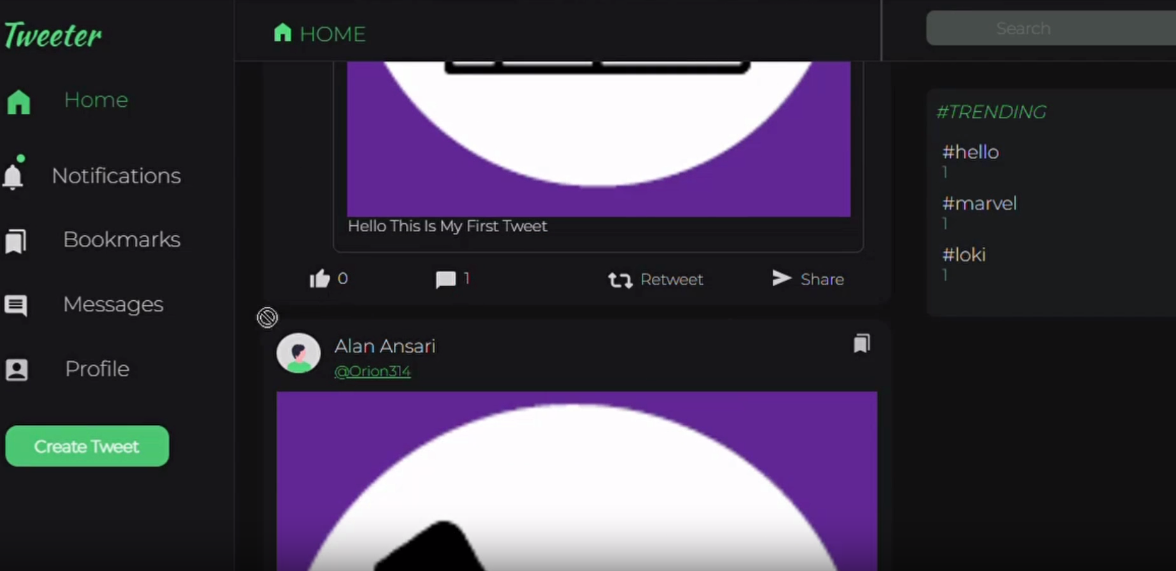 Tweeter
Home
Notifications
Bookmarks
Messages
Profile
Create Tweet
HOME
Hello This Is My First Tweet
0
1
Retweet
Share
Alan Ansari
@Orion314
Search
#TRENDING
#hello
1
#marvel
1
#loki
1